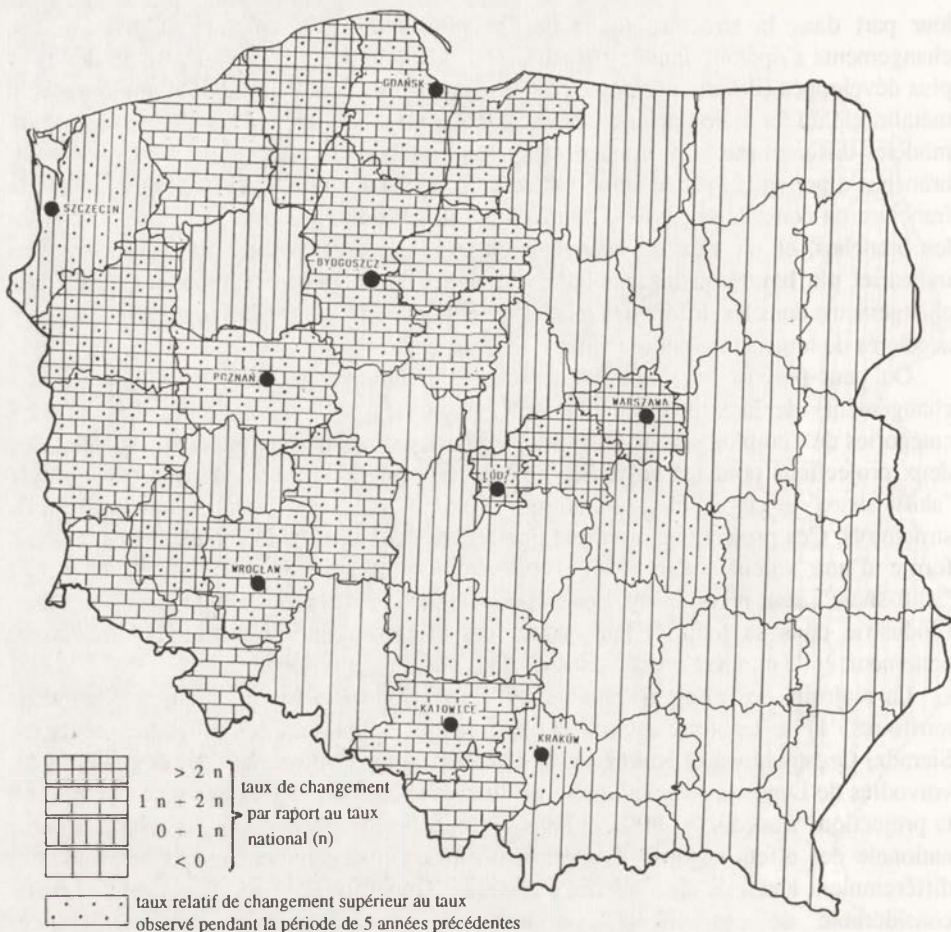 GDAŃSK
SZCZECIN
BYDGOSZCZ
POZNAŃ
WARSZAWA
ŁÓDŹ
WROCŁAW
KATOWICE
KRAKÓW
> 2 n
1 n ÷ 2 n
0 ÷ 1 n
< 0
taux de changement
par raport au taux
national (n)
taux relatif de changement supérieur au taux
observé pendant la période de 5 années précédentes